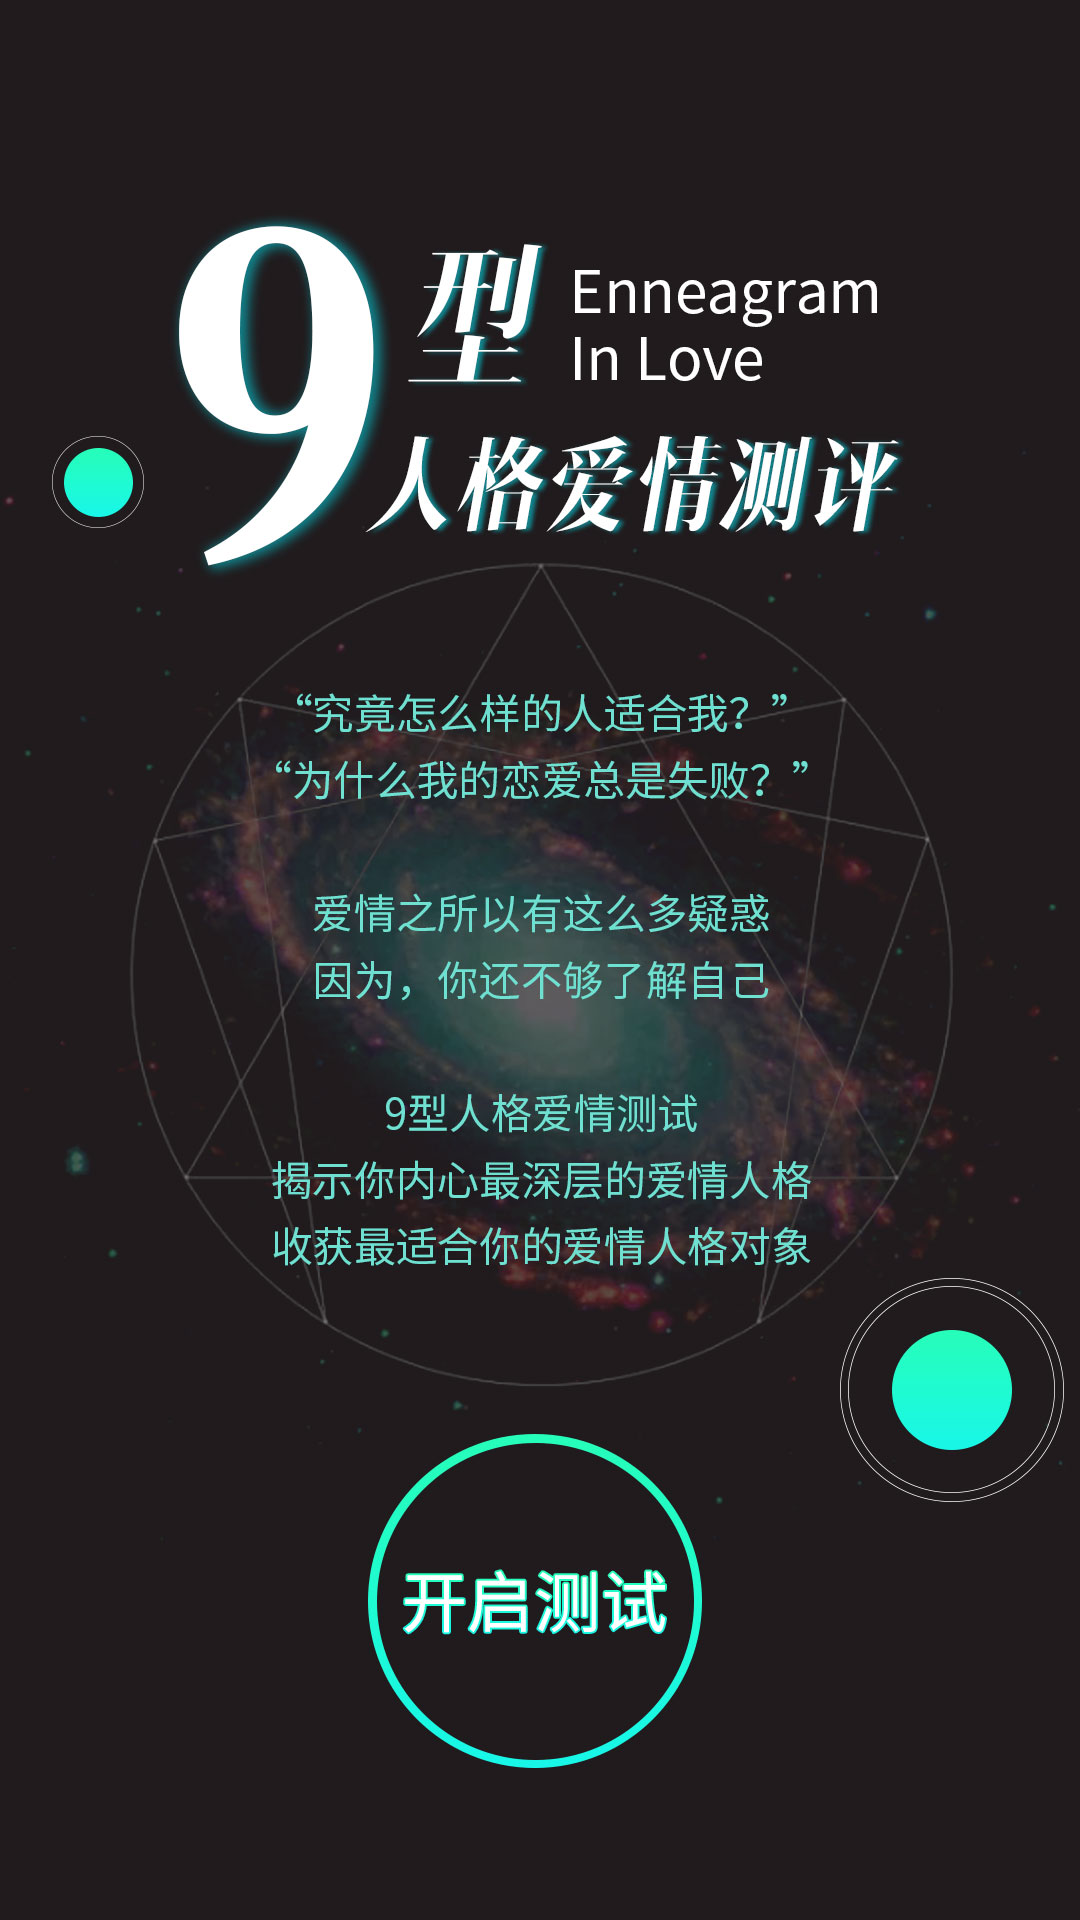 9型
Enneagram
In Love
人格爱情测评
“究竟怎么样的人适合我？”
“为什么我的恋爱总是失败？”
爱情之所以有这么多疑惑
因为，你还不够了解自己
9型人格爱情测试
揭示你内心最深层的爱情人格
收获最适合你的爱情人格对象
开启测试